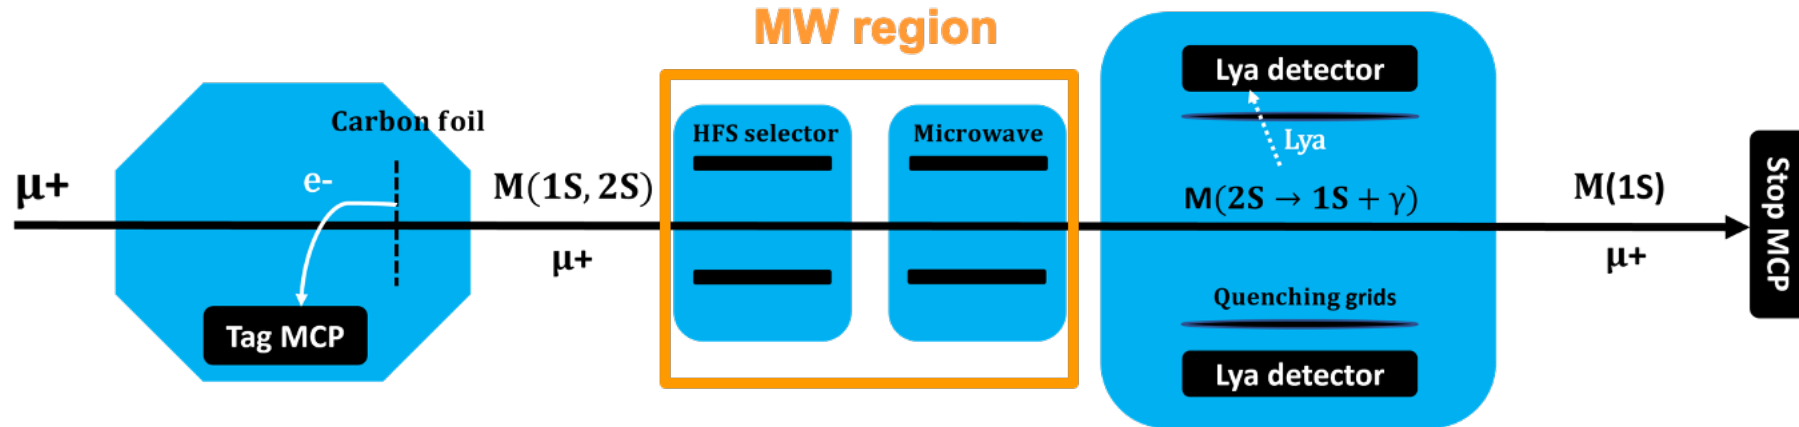 MW region
Carbon foil
e-
Tag MCP
μ+
M(1S, 2S)
μ+
HFS selector
Microwave
Lya detector
Lya
M(2S → 1S + γ)
Quenching grids
Lya detector
M(1S)
μ+
Stop MCP